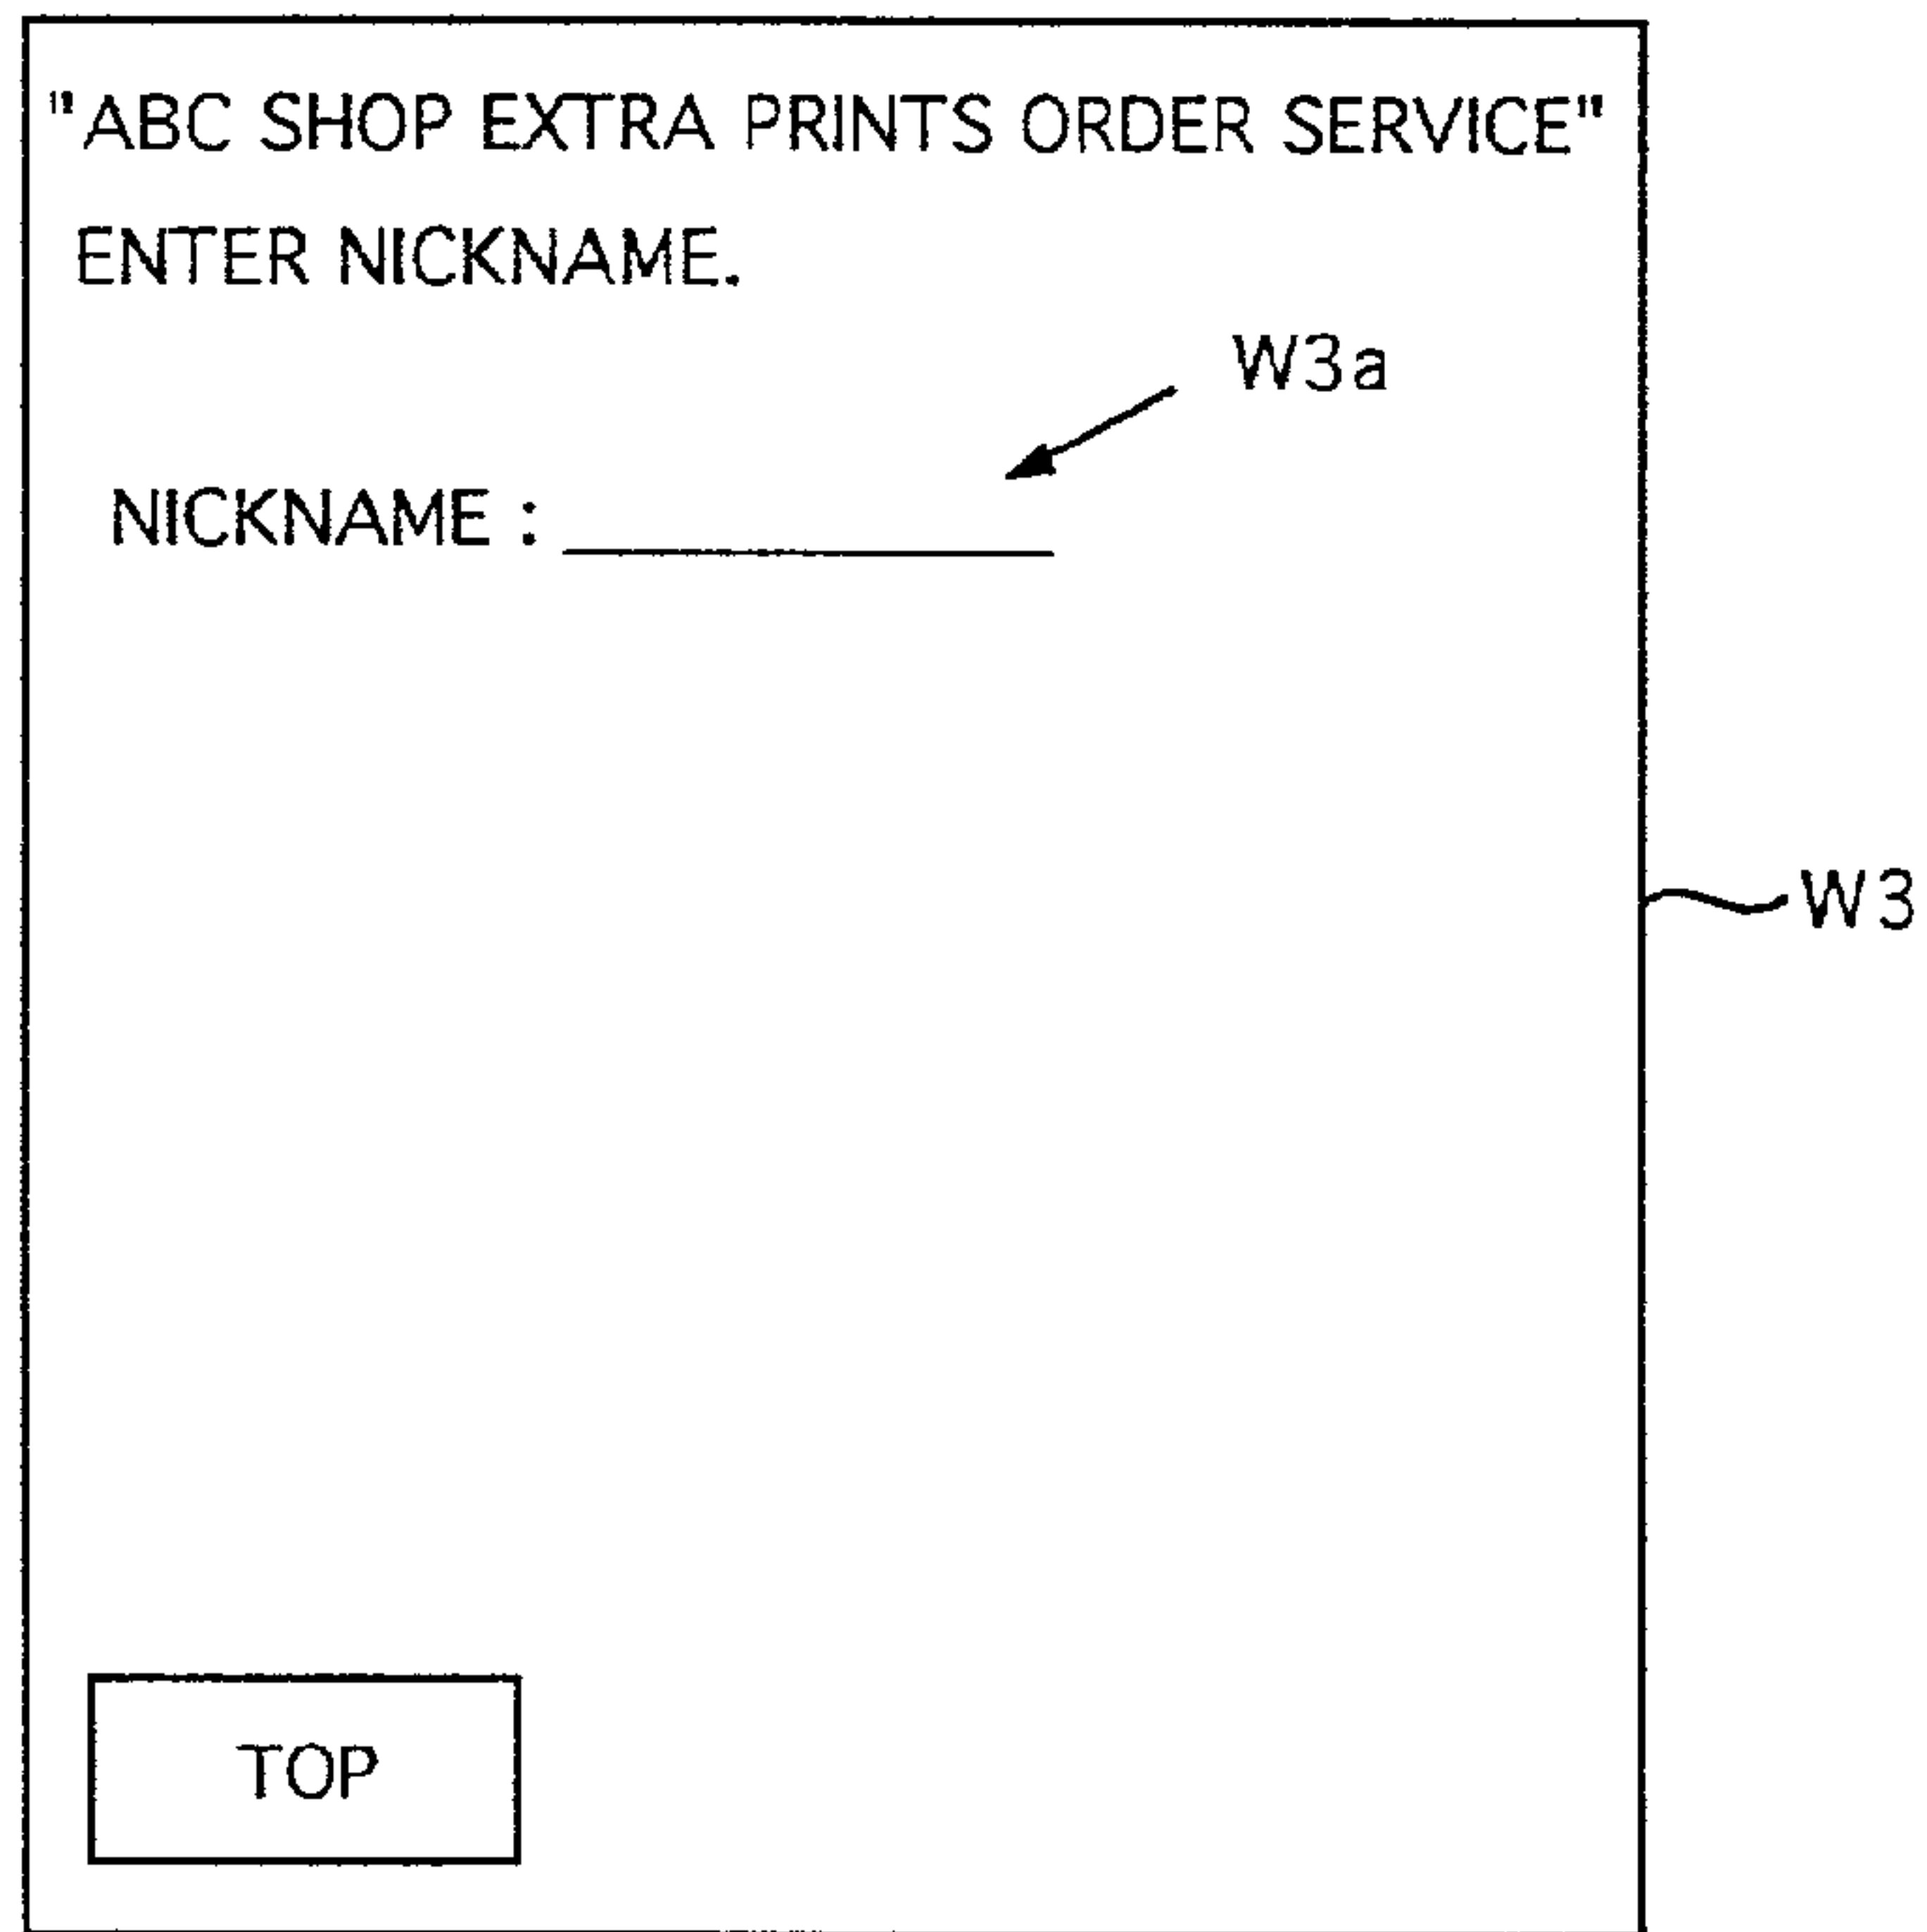 "ABC SHOP EXTRA PRINTS ORDER SERVICE"
ENTER NICKNAME.
W3a
NICKNAME :
W3
TOP